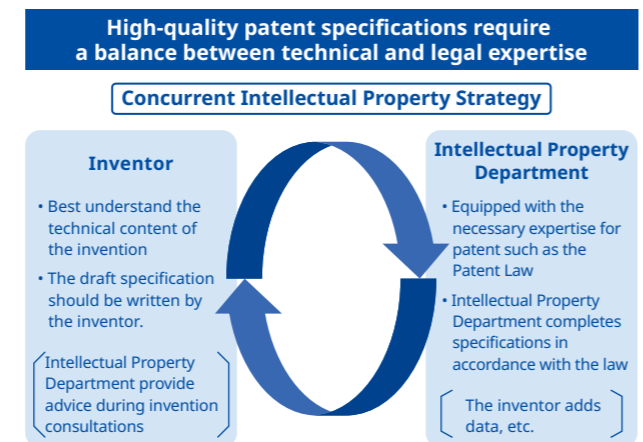 High-quality patent specifications require
a balance between technical and legal expertise
Concurrent Intellectual Property Strategy
Inventor
• Best understand the
technical content of
the invention
• The draft specification
should be written by
the inventor.
Intellectual Property
Department provide
advice during invention
consultations
Intellectual Property
Department
• Equipped with the
necessary expertise for
patent such as the
Patent Law
• Intellectual Property
Department completes
specifications in
accordance with the law
The inventor adds
data, etc.